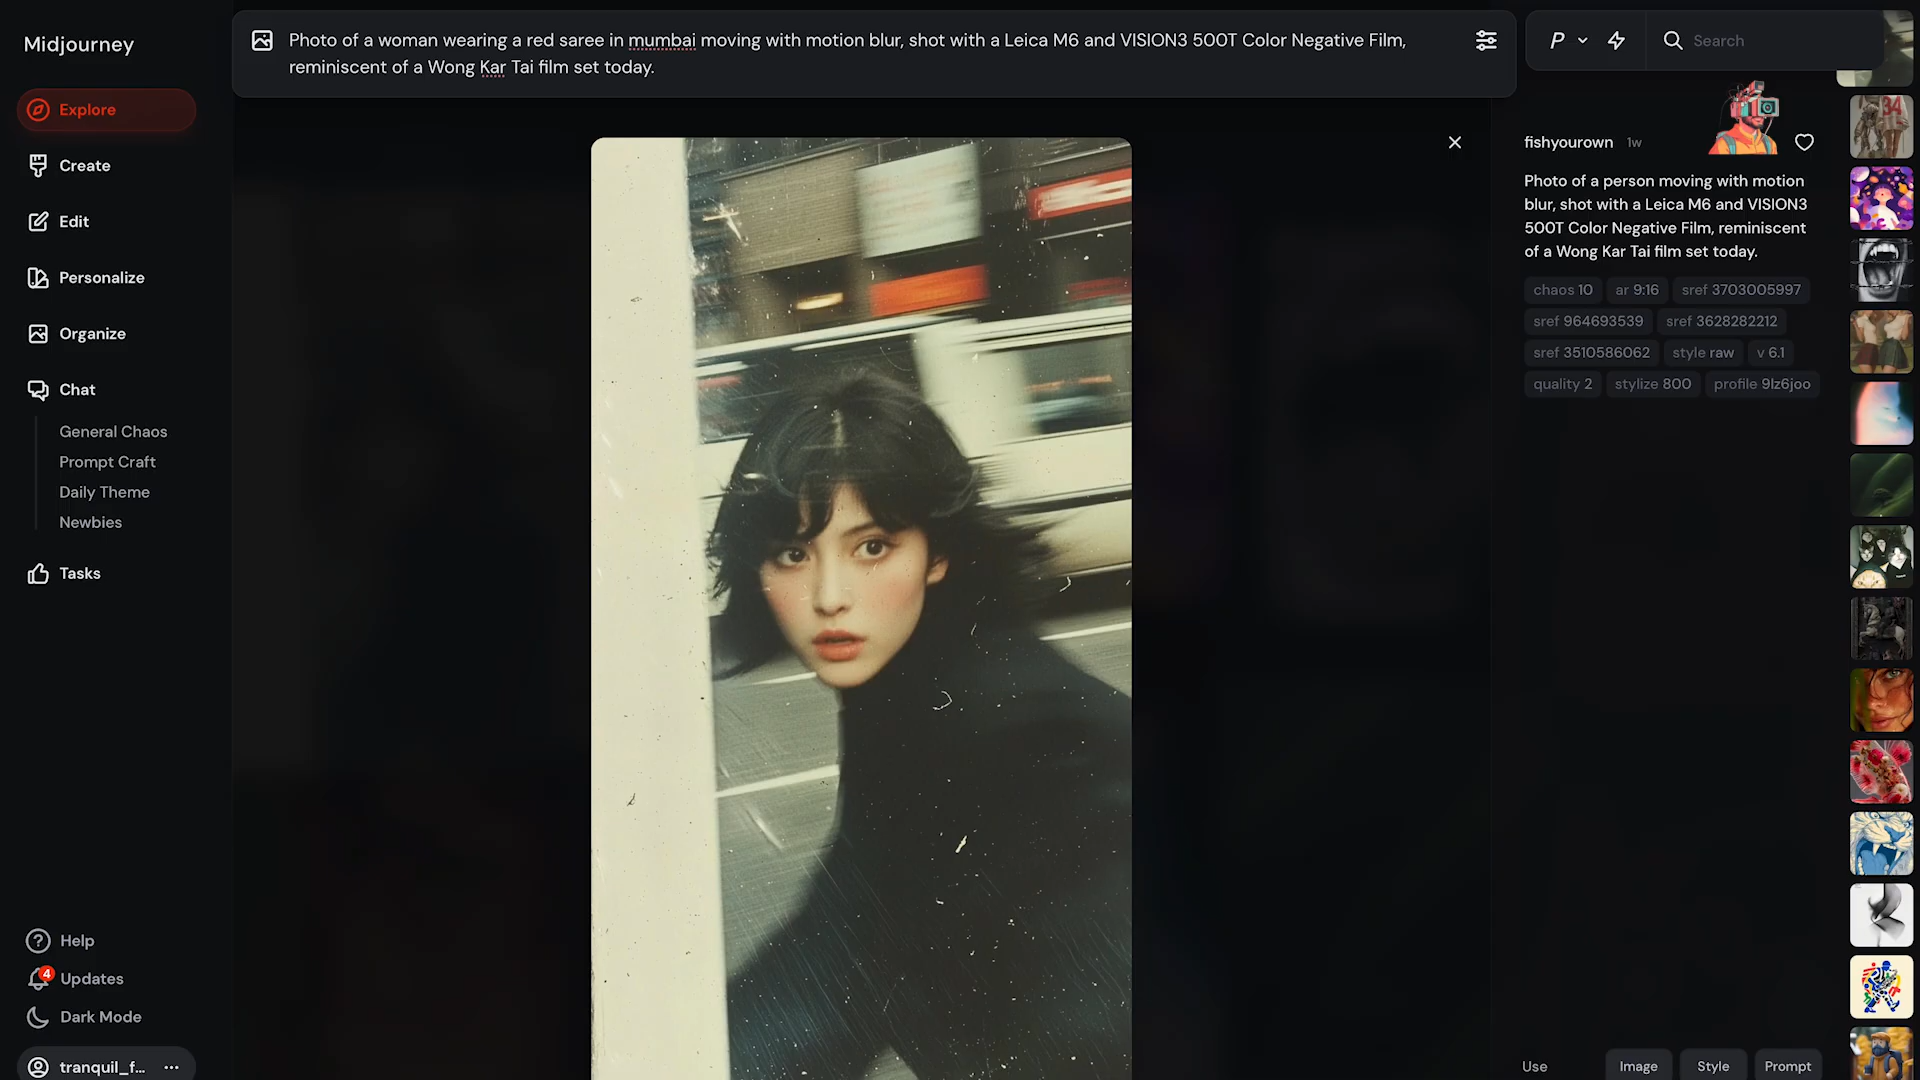 Midjourney
Photo of a woman wearing a red saree in mumbai moving with motion blur, shot with a Leica M6 and VISION3 500T Color Negative Film,
reminiscent of a Wong Kar Tai film set today.
P
Search
Explore
Create
Edit
Personalize
Organize
Chat
General Chaos
Prompt Craft
Daily Theme
Newbies
Tasks
Help
4
Updates
Dark Mode
tranquil_f...
fishyourown 1w
Photo of a person moving with motion
blur, shot with a Leica M6 and VISION3
500T Color Negative Film, reminiscent
of a Wong Kar Tai film set today.
chaos 10 ar 9:16 sref 3703005997
sref 964693539 sref 3628282212
sref 3510586062 style raw v 6.1
quality 2 stylize 800 profile 9lz6joo
34
Use Image Style Prompt